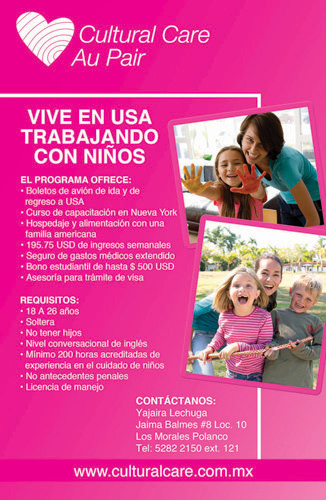 Cultural Care
Au Pair
VIVE EN USA
TRABAJANDO
CON NIÑOS
EL PROGRAMA OFRECE:
• Boletos de avión de ida y de
regreso a USA
• Curso de capacitación en Nueva York
• Hospedaje y alimentación con una
familia americana
• 195.75 USD de ingresos semanales
• Seguro de gastos médicos extendido
• Bono estudiantil de hasta $ 500 USD
• Asesoría para trámite de visa
REQUISITOS:
• 18 A 26 años
• Soltera
• No tener hijos
• Nivel conversacional de inglés
• Mínimo 200 horas acreditadas de
experiencia en el cuidado de niños
• No antecedentes penales
• Licencia de manejo
CONTÁCTANOS:
Yajaira Lechuga
Jaima Balmes #8 Loc. 10
Los Morales Polanco
Tel: 5282 2150 ext. 121
www.culturalcare.com.mx